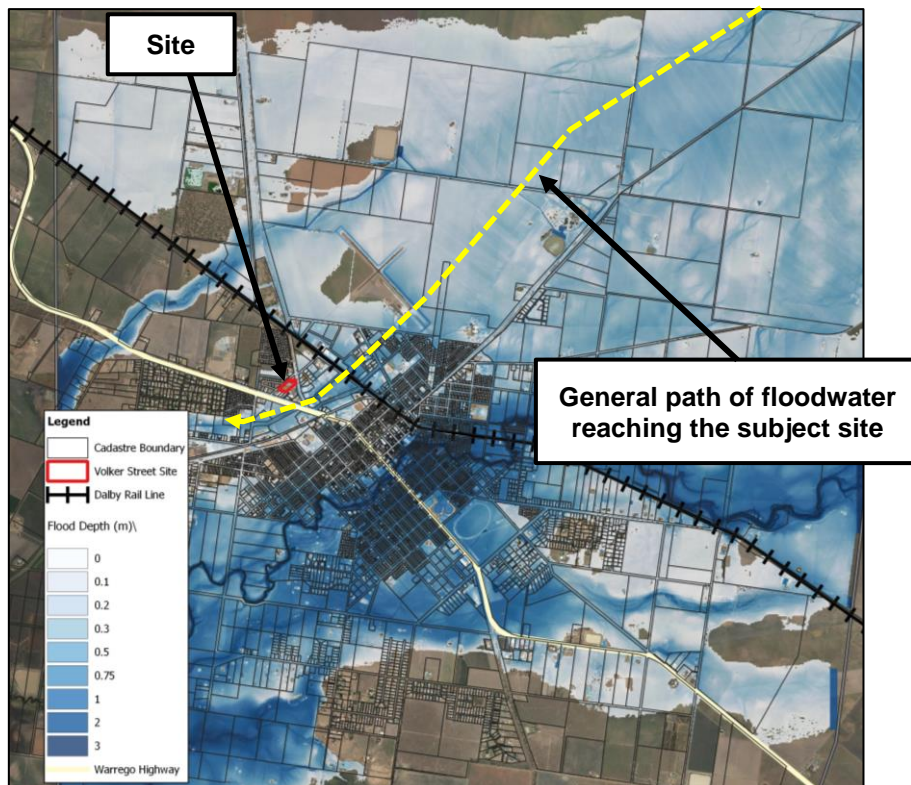 Site
General path of floodwater
reaching the subject site
Legend
Cadastre Boundary
Volker Street Site
Dalby Rail Line
Flood Depth (m)\
0
0.1
0.2
0.3
0.5
0.75
1
2
3
Warrego Highway